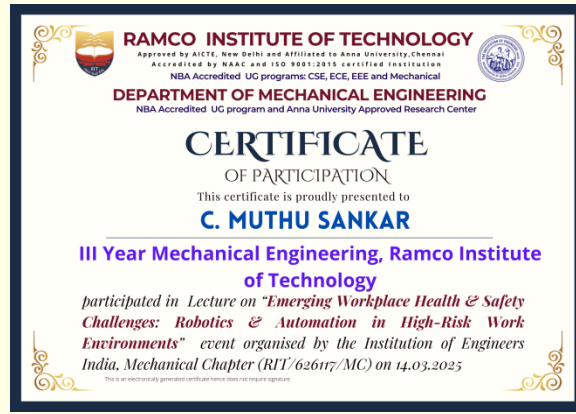 RAMCO INSTITUTE OF TECHNOLOGY
Approved by AICTE, New Delhi and Affiliated to Anna University, Chennai
Accredited by NAAC and ISO 9001:2015 certified Institution
NBA Accredited UG programs: CSE, ECE, EEE and Mechanical
DEPARTMENT OF MECHANICAL ENGINEERING
NBA Accredited UG program and Anna University Approved Research Center
CERTIFICATE
OF PARTICIPATION
This certificate is proudly presented to
C. MUTHU SANKAR
III Year Mechanical Engineering, Ramco Institute
of Technology
participated in Lecture on "Emerging Workplace Health & Safety
Challenges: Robotics & Automation in High-Risk Work
Environments" event organised by the Institution of Engineers
India, Mechanical Chapter (RIT/626117/MC) on 14.03.2025
This is an electronically generated certificate hence does not require signature